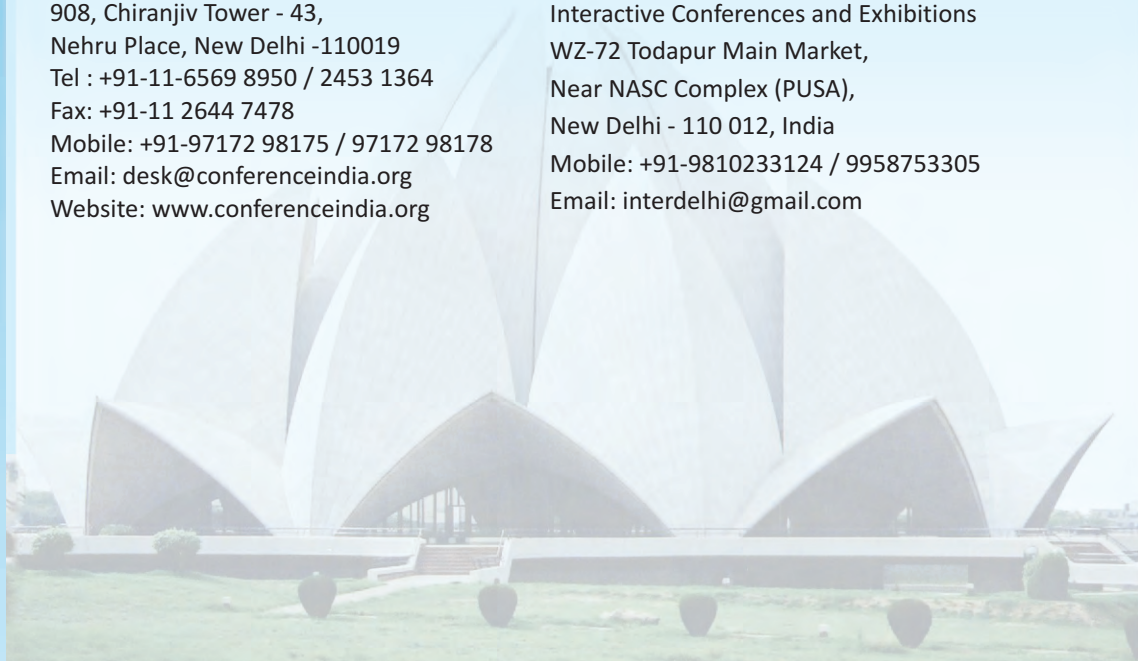 908, Chiranjiv Tower - 43,
Nehru Place, New Delhi -110019
Tel : +91-11-6569 8950 / 2453 1364
Fax: +91-11 2644 7478
Mobile: +91-97172 98175 / 97172 98178
Email: desk@conferenceindia.org
Website: www.conferenceindia.org
Interactive Conferences and Exhibitions
WZ-72 Todapur Main Market,
Near NASC Complex (PUSA),
New Delhi - 110 012, India
Mobile: +91-9810233124 / 9958753305
Email: interdelhi@gmail.com